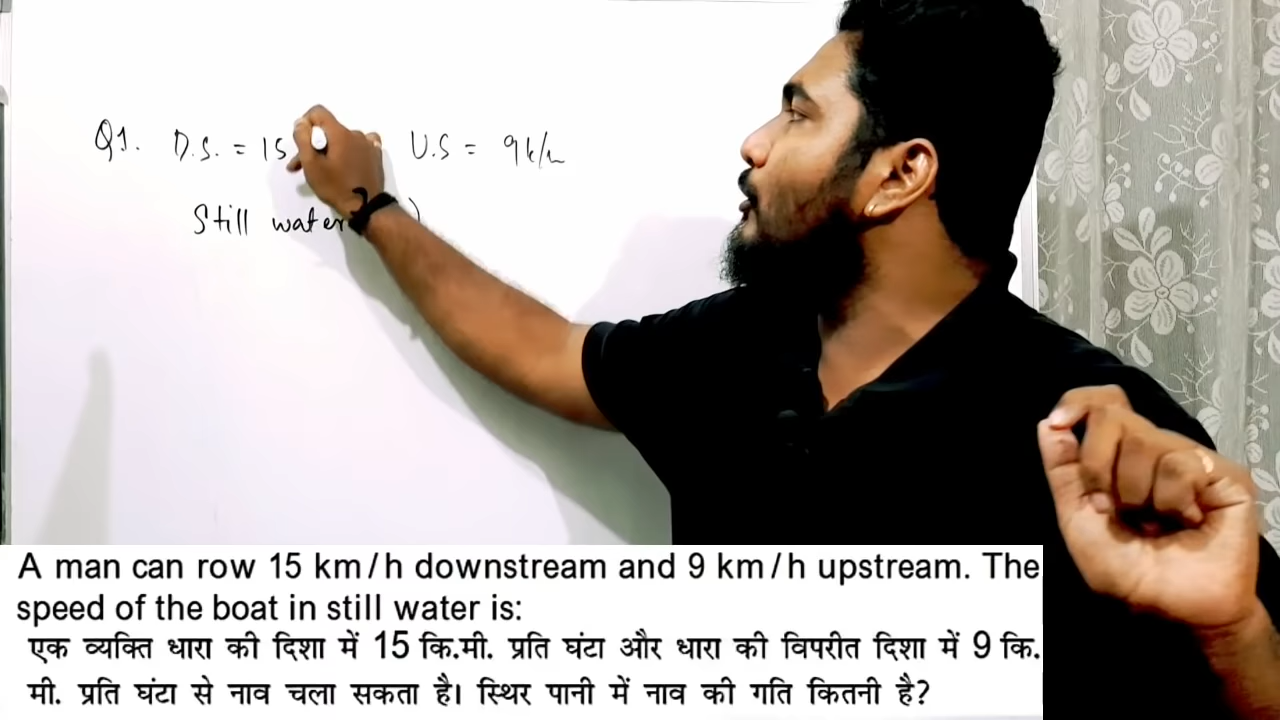 Q1. D.S. = 15 U.S = 9k/h
Still water )
A man can row 15 km/h downstream and 9 km/h upstream. The
speed of the boat in still water is:
एक व्यक्ति धारा की दिशा में 15 कि.मी. प्रति घंटा और धारा की विपरीत दिशा में 9 कि.
मी. प्रति घंटा से नाव चला सकता है। स्थिर पानी में नाव की गति कितनी है?